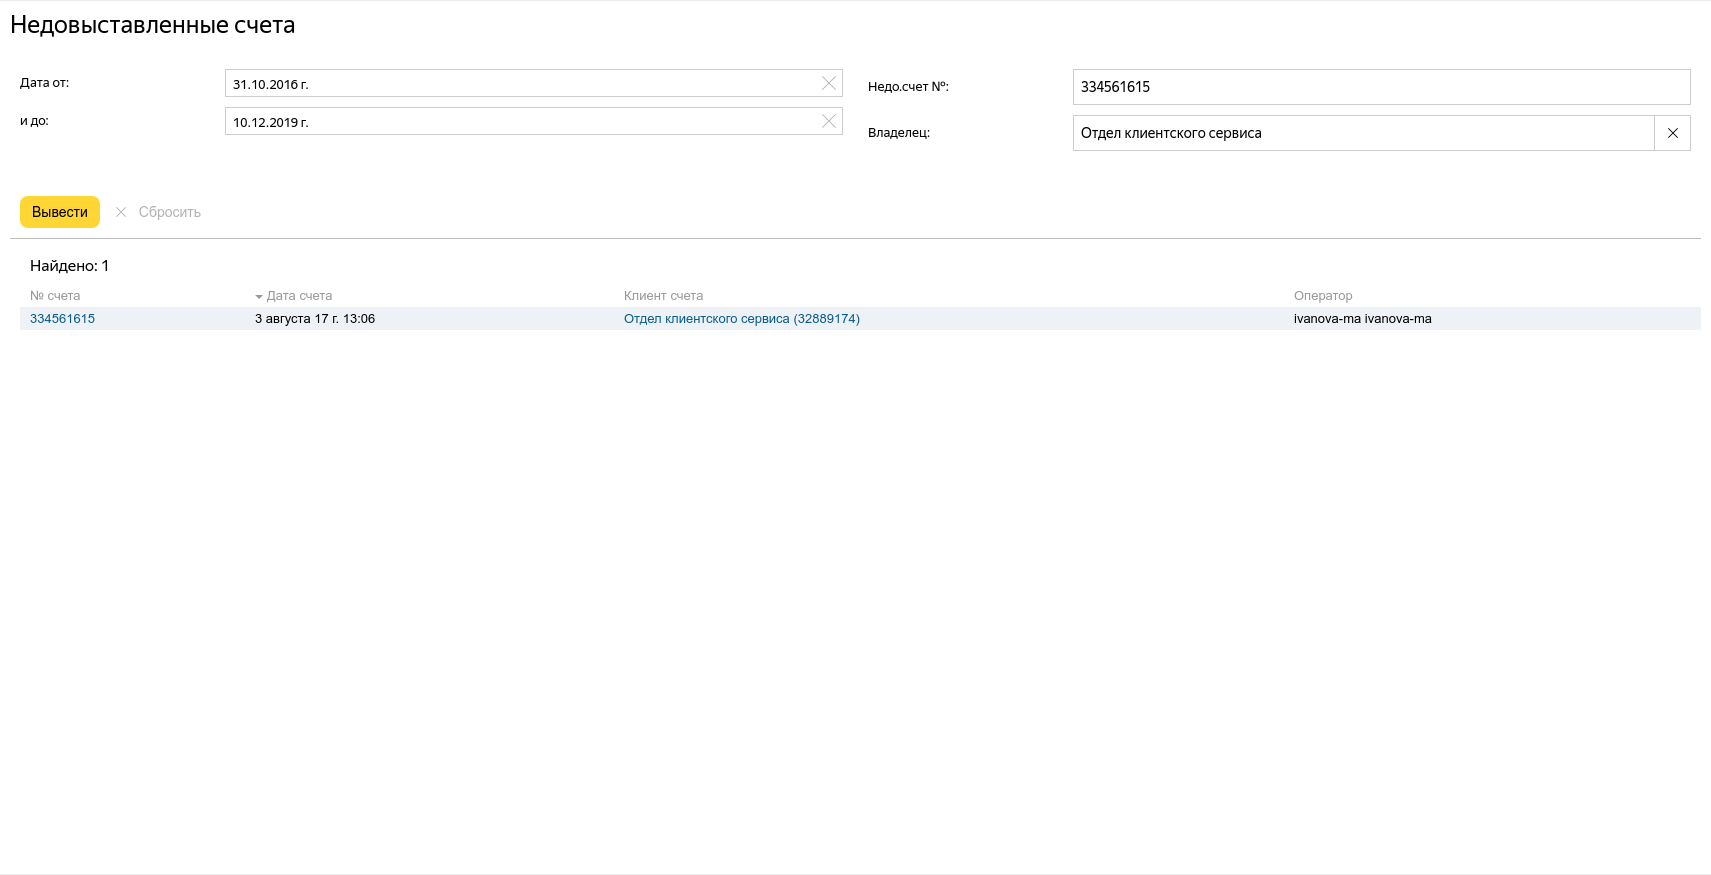 Недовыставленные счета
Дата от: 31.10.2016 г.
и до: 10.12.2019 г.
Недо.счет №: 334561615
Владелец: Отдел клиентского сервиса
Вывести Сбросить
Найдено: 1
№ счета Дата счета Клиент счета Оператор
334561615 3 августа 17 г. 13:06 Отдел клиентского сервиса (32889174) ivanova-ma ivanova-ma